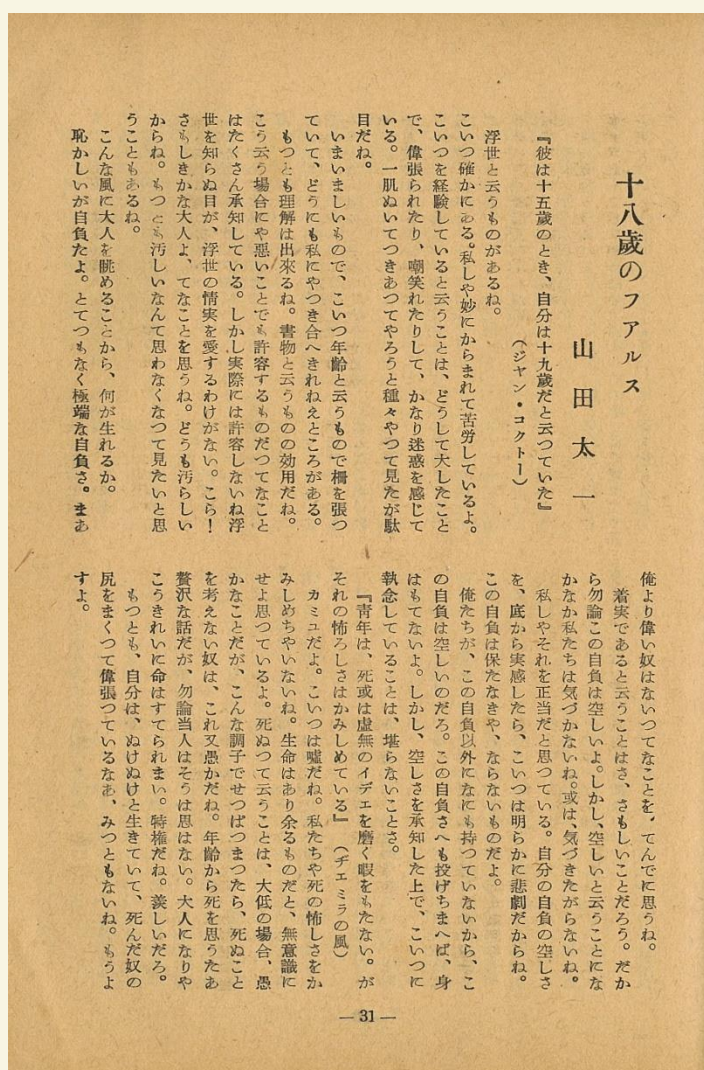 十八歳のフアルス
山田太一
『彼は十五歳のとき、自分は十九歳だと云つていた』
(ジヤン・コクトー)
浮世と云うものがあるね。
こいつ確かにある。私しや妙にからまれて苦労しているよ。
こいつを経験していると云うことは、どうして大したこと
で、偉張られたり、嘲笑れたりして、かなり迷惑を感じて
いる。一肌ぬいてつきあつてやろうと種々やつて見たが駄
目だね。
いまいましいもので、こいつ年齢と云うもので柵を張つ
ていて、どうにも私にやつき合へきれねえところがある。
もつとも理解は出來るね。書物と云うものの効用だね。
こう云う場合にや悪いことでも許容するものだつてなこと
はたくさん承知している。しかし実際には許容しないね浮
世を知らぬ目が、浮世の情実を愛するわけがない。こら!
さもしきかな大人よ、てなことを思うね。どうも汚らしい
からね。もつとも汚しいなんて思わなくなつて見たいと思
うこともあるね。
こんな風に大人を眺めることから、何が生れるか。
恥かしいが自負たよ。とてつもなく極端な自負さ。まあ
俺より偉い奴はないつてなことを、てんでに思うね。
着実であると云うことはさ、さもしいことだろう。だか
ら勿論この自負は空しいよ。しかし、空しいと云うことにな
かなか私たちは気づかないね。或は、気づきたがらないね。
私しやそれを正当だと思つている。自分の自負の空しさ
を、底から実感したら、こいつは明らかに悲劇だからね。
この自負は保たなきや、ならないものだよ。
俺たちが、この自負以外になにも持つていないから、こ
の自負は空しいのだろ。この自負さへも投げちまへば、身
はもてないよ。しかし、空しさを承知した上で、こいつに
執念していることは、堪らないことさ。
『青年は、死或は虚無のイデエを磨く暇をもたない。が
それの怖ろしさはかみしめている』(ヂエミラの風)
カミュだよ。こいつは嘘だね。私たちや死の怖しさをか
みしめちやいないね。生命はあり余るものだと、無意識に
せよ思つているよ。死ぬつて云うことは、大低の場合、愚
かなことだが、こんな調子でせつぱつまつたら、死ぬこと
を考えない奴は、これ又愚かだね。年齢から死を思うたあ
贅沢な話だが、勿論当人はそうは思はない。大人になりや
こうきれいに命はすてられまい。特権だね。羨しいだろ。
もつとも、自分は、ぬけぬけと生きていて、死んだ奴の
尻をまくつて偉張つているなあ、みつともないね。もうよ
すよ。
— 31 —